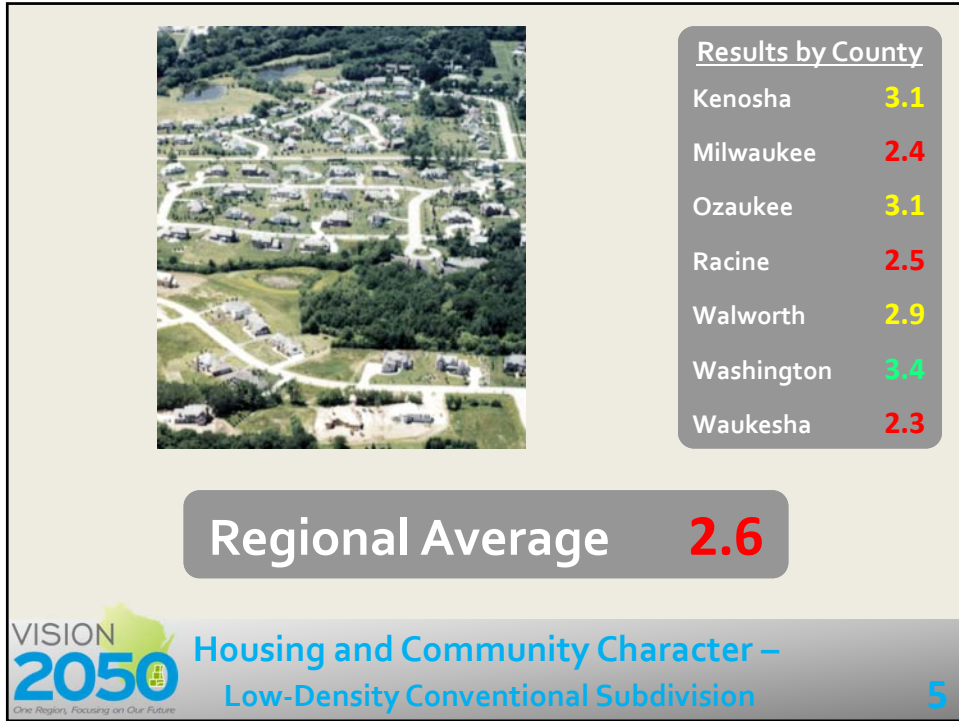 Results by County
Kenosha 3.1
Milwaukee 2.4
Ozaukee 3.1
Racine 2.5
Walworth 2.9
Washington 3.4
Waukesha 2.3
Regional Average 2.6
VISION
2050
One Region, Focusing on Our Future
Housing and Community Character –
Low-Density Conventional Subdivision
5